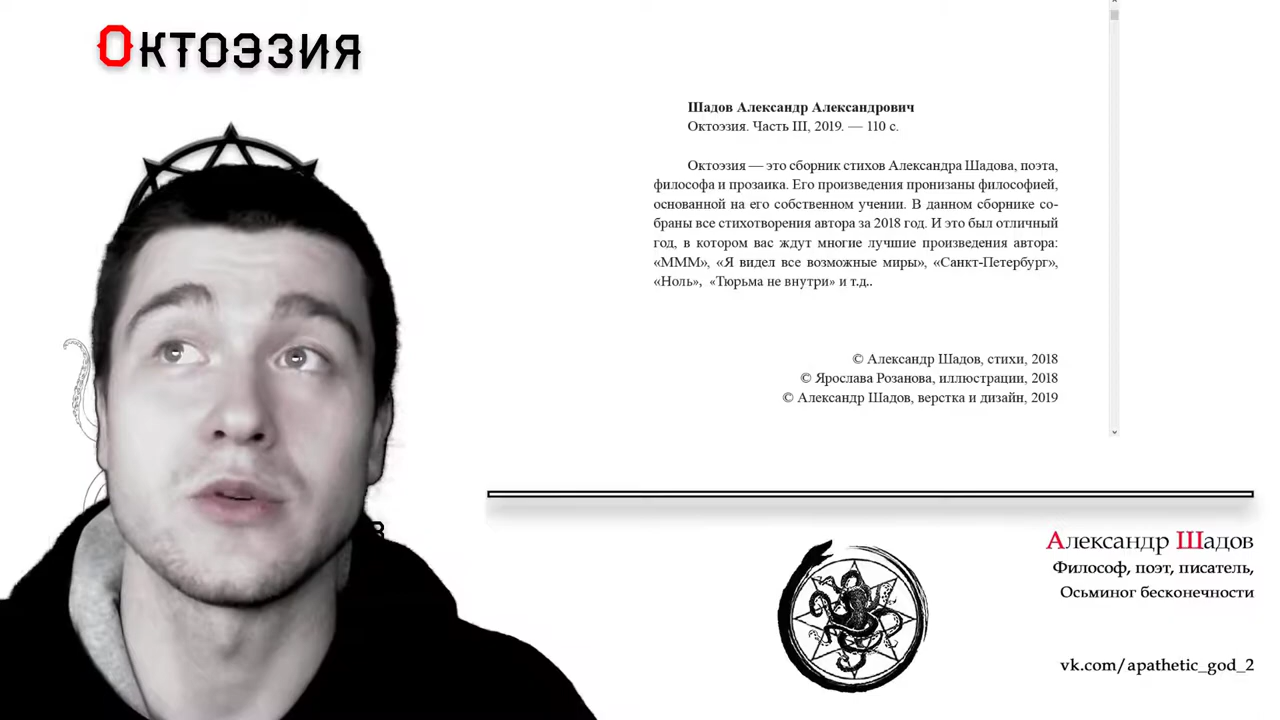 Октоэзия
Шадов Александр Александрович
Октоэзия. Часть III, 2019. — 110 с.
Октоэзия — это сборник стихов Александра Шадова, поэта,
философа и прозаика. Его произведения пронизаны философией,
основанной на его собственном учении. В данном сборнике со-
браны все стихотворения автора за 2018 год. И это был отличный
год, в котором вас ждут многие лучшие произведения автора:
«МММ», «Я видел все возможные миры», «Санкт-Петербург»,
«Ноль», «Тюрьма не внутри» и т.д..
© Александр Шадов, стихи, 2018
© Ярослава Розанова, иллюстрации, 2018
© Александр Шадов, верстка и дизайн, 2019
Александр Шадов
Философ, поэт, писатель,
Осьминог бесконечности
vk.com/apathetic_god_2